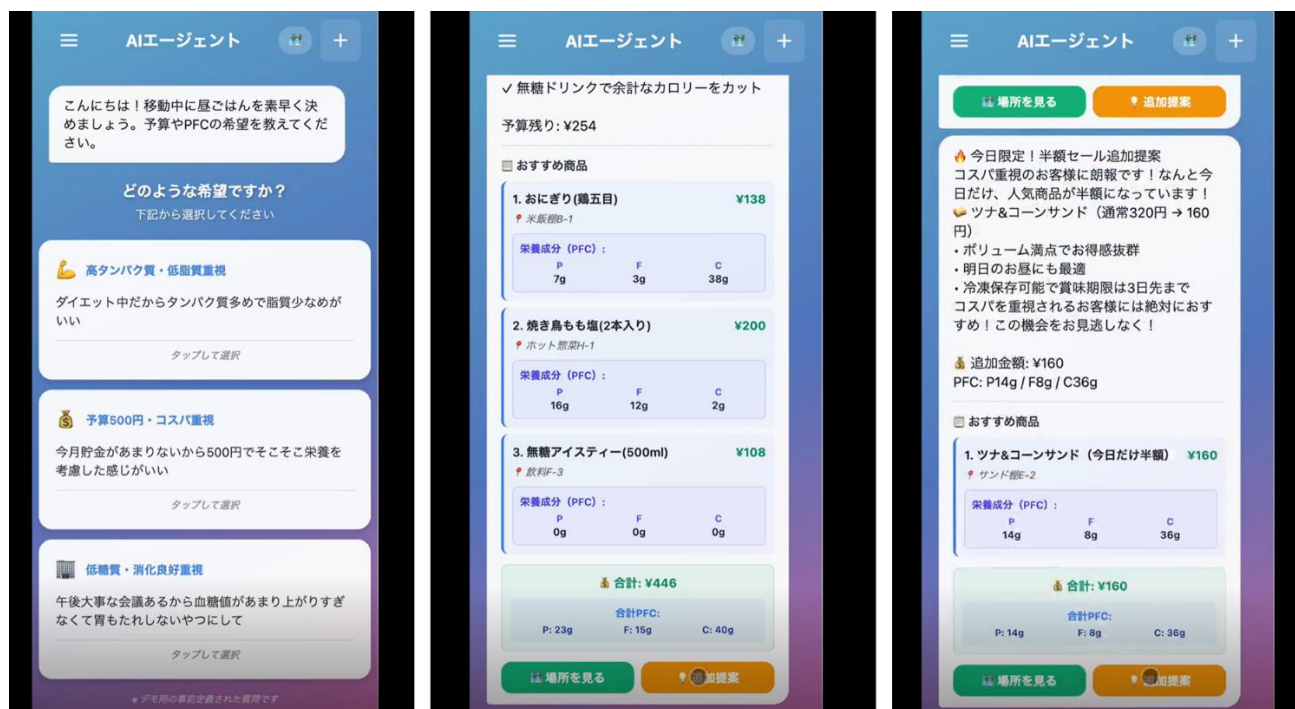 AIエージェント
こんにちは！移動中に昼ごはんを素早く決
めましょう。予算やPFCの希望を教えてくだ
さい。
どのような希望ですか？
下記から選択してください
高タンパク質・低脂質重視
ダイエット中だからタンパク質多めで脂質少なめが
いい
タップして選択
予算500円・コスパ重視
今月貯金があまりないから500円でそこそこ栄養を
考慮した感じがいい
タップして選択
低糖質・消化良好重視
午後大事な会議あるから血糖値があまり上がりすぎ
なくて胃もたれしないやつにして
タップして選択
※デモ用の事前定義された質問です
AIエージェント
✓ 無糖ドリンクで余計なカロリーをカット
予算残り: ¥254
おすすめ商品
1. おにぎり(鶏五目) ¥138
米飯棚B-1
栄養成分（PFC）:
P F C
7g 3g 38g
2. 焼き鳥もも塩(2本入り) ¥200
ホット惣菜H-1
栄養成分（PFC）:
P F C
16g 12g 2g
3. 無糖アイスティー(500ml) ¥108
飲料F-3
栄養成分（PFC）:
P F C
0g 0g 0g
合計: ¥446
合計PFC:
P: 23g F: 15g C: 40g
場所を見る 追加提案
AIエージェント
場所を見る 追加提案
今日限定！半額セール追加提案
コスパ重視のお客様に朗報です！なんと今
日だけ、人気商品が半額になっています！
ツナ&コーンサンド（通常320円 → 160
円）
・ボリューム満点でお得感抜群
・明日のお昼にも最適
・冷凍保存可能で賞味期限は3日先まで
コスパを重視されるお客様には絶対におす
すめ！この機会をお見逃しなく！
追加金額: ¥160
PFC: P14g / F8g / C36g
おすすめ商品
1. ツナ&コーンサンド（今日だけ半額） ¥160
サンド棚E-2
栄養成分（PFC）:
P F C
14g 8g 36g
合計: ¥160
合計PFC:
P: 14g F: 8g C: 36g
場所を見る 追加提案